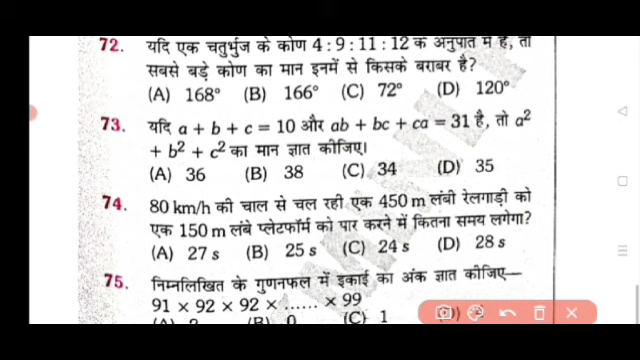 72. यदि एक चतुर्भुज के कोण 4 : 9 : 11 : 12 के अनुपात में हैं, तो
सबसे बड़े कोण का मान इनमें से किसके बराबर है?
(A) 168° (B) 166° (C) 72° (D) 120°
73. यदि a + b + c = 10 और ab + bc + ca = 31 है, तो a²
+ b² + c² का मान ज्ञात कीजिए।
(A) 36 (B) 38 (C) 34 (D) 35
74. 80 km/h की चाल से चल रही एक 450 m लंबी रेलगाड़ी को
एक 150 m लंबे प्लेटफॉर्म को पार करने में कितना समय लगेगा?
(A) 27 s (B) 25 s (C) 24 s (D) 28 s
75. निम्नलिखित के गुणनफल में इकाई का अंक ज्ञात कीजिए—
91 × 92 × 92 × ...... × 99
(A) 2 (B) 0 (C) 1 (D)